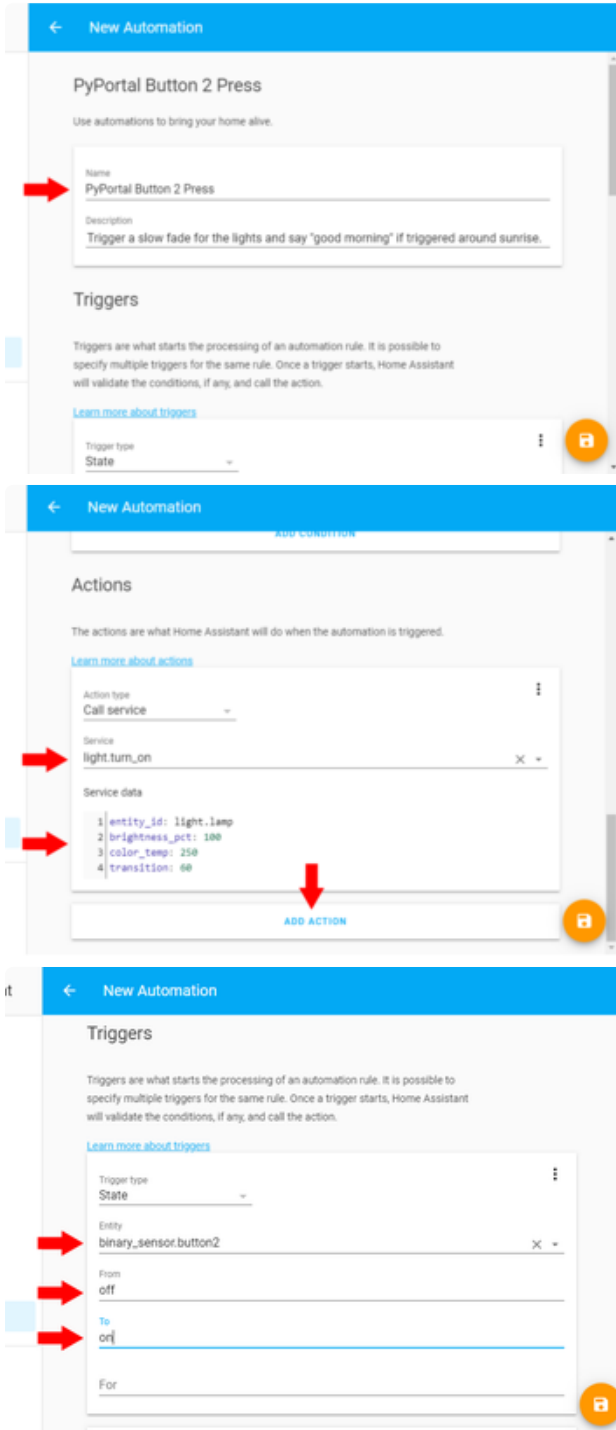 New Automation
PyPortal Button 2 Press
Use automations to bring your home alive.
Name
PyPortal Button 2 Press
Description
Trigger a slow fade for the lights and say "good morning" if triggered around sunrise.
Triggers
Triggers are what starts the processing of an automation rule. It is possible to
specify multiple triggers for the same rule. Once a trigger starts, Home Assistant
will validate the conditions, if any, and call the action.
Learn more about triggers
Trigger type
State
New Automation
ADD CONDITION
Actions
The actions are what Home Assistant will do when the automation is triggered.
Learn more about actions
Action type
Call service
Service
light.turn_on
Service data
1 entity_id: light.lamp
2 brightness_pct: 100
3 color_temp: 250
4 transition: 60
ADD ACTION
nt
New Automation
Triggers
Triggers are what starts the processing of an automation rule. It is possible to
specify multiple triggers for the same rule. Once a trigger starts, Home Assistant
will validate the conditions, if any, and call the action.
Learn more about triggers
Trigger type
State
Entity
binary_sensor.button2
From
off
To
on
For